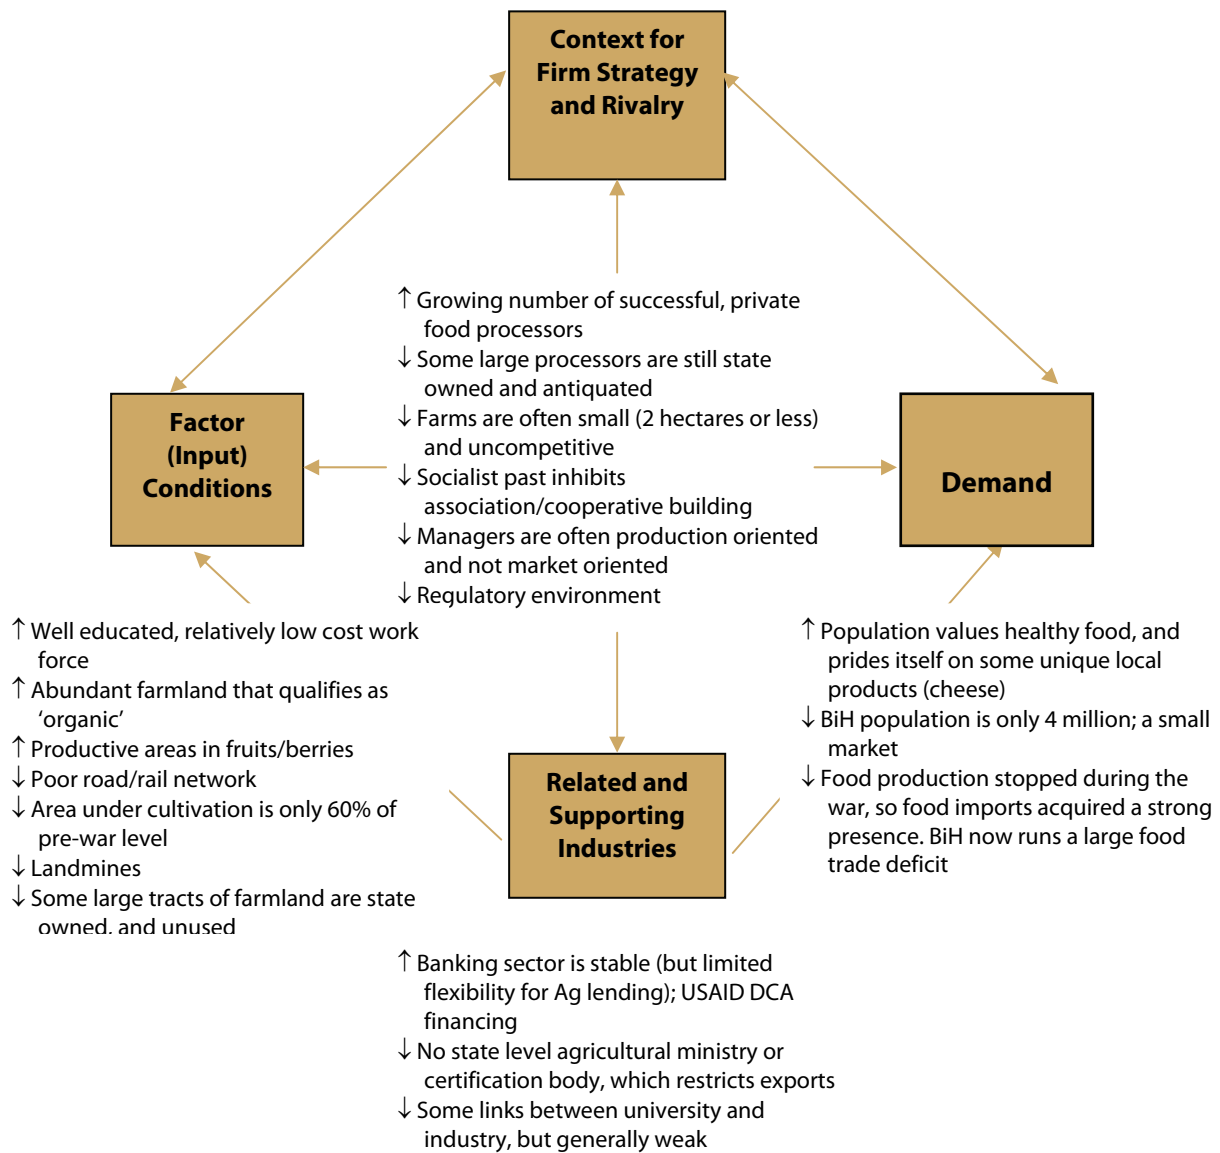 Context for
Firm Strategy
and Rivalry
↑ Growing number of successful, private
food processors
↓ Some large processors are still state
owned and antiquated
↓ Farms are often small (2 hectares or less)
and uncompetitive
↓ Socialist past inhibits
association/cooperative building
↓ Managers are often production oriented
and not market oriented
↓ Regulatory environment
Factor
(Input)
Conditions
Demand
↑ Well educated, relatively low cost work
force
↑ Abundant farmland that qualifies as
‘organic’
↑ Productive areas in fruits/berries
↓ Poor road/rail network
↓ Area under cultivation is only 60% of
pre-war level
↓ Landmines
↓ Some large tracts of farmland are state
owned, and unused
↑ Population values healthy food, and
prides itself on some unique local
products (cheese)
↓ BiH population is only 4 million; a small
market
↓ Food production stopped during the
war, so food imports acquired a strong
presence. BiH now runs a large food
trade deficit
Related and
Supporting
Industries
↑ Banking sector is stable (but limited
flexibility for Ag lending); USAID DCA
financing
↓ No state level agricultural ministry or
certification body, which restricts exports
↓ Some links between university and
industry, but generally weak